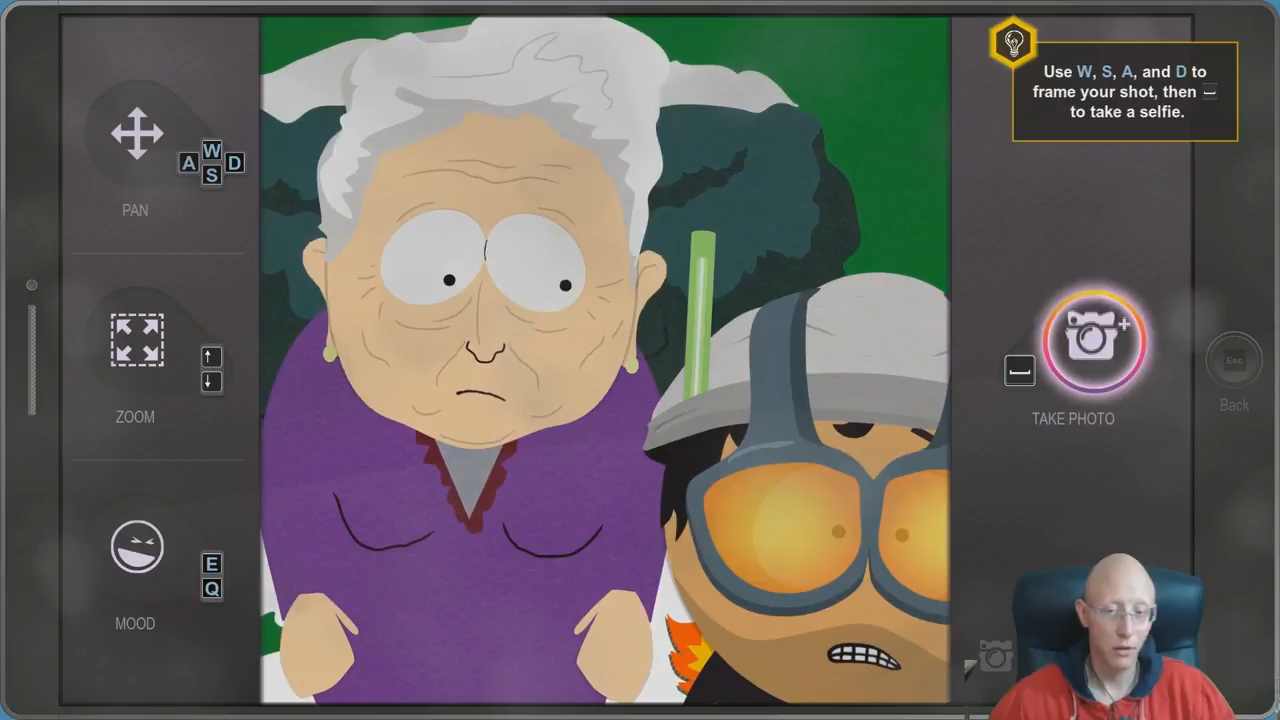 Use W, S, A, and D to
frame your shot, then
to take a selfie.
W
A
D
S
PAN
↑
↓
ZOOM
E
Q
MOOD
TAKE PHOTO
Esc
Back